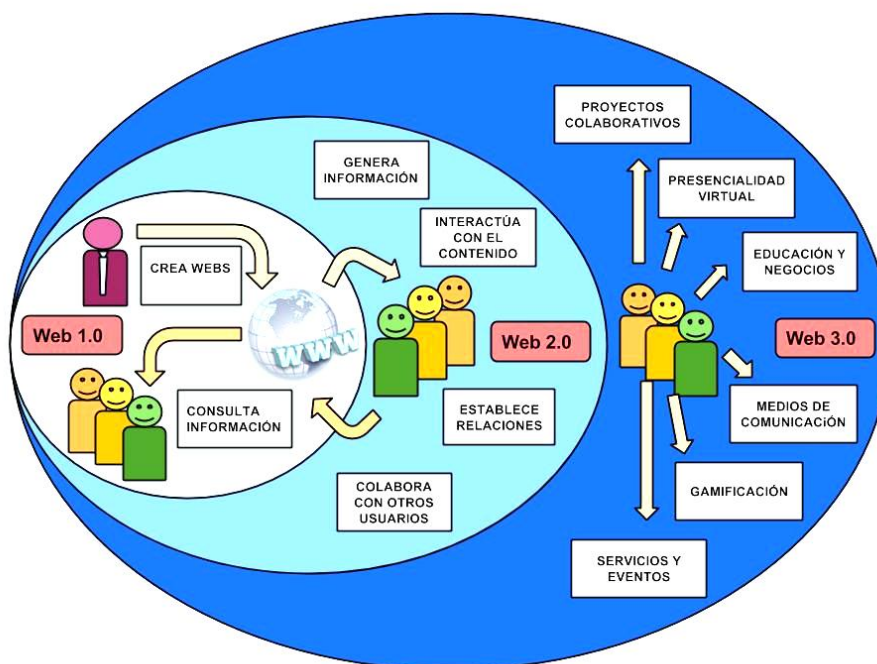 CREA WEBS
WWW
Web 1.0
CONSULTA
INFORMACIÓN
GENERA
INFORMACIÓN
INTERACTÚA
CON EL
CONTENIDO
Web 2.0
ESTABLECE
RELACIONES
COLABORA
CON OTROS
USUARIOS
PROYECTOS
COLABORATIVOS
PRESENCIALIDAD
VIRTUAL
EDUCACIÓN Y
NEGOCIOS
Web 3.0
MEDIOS DE
COMUNICACiÓN
GAMIFICACIÓN
SERVICIOS Y
EVENTOS